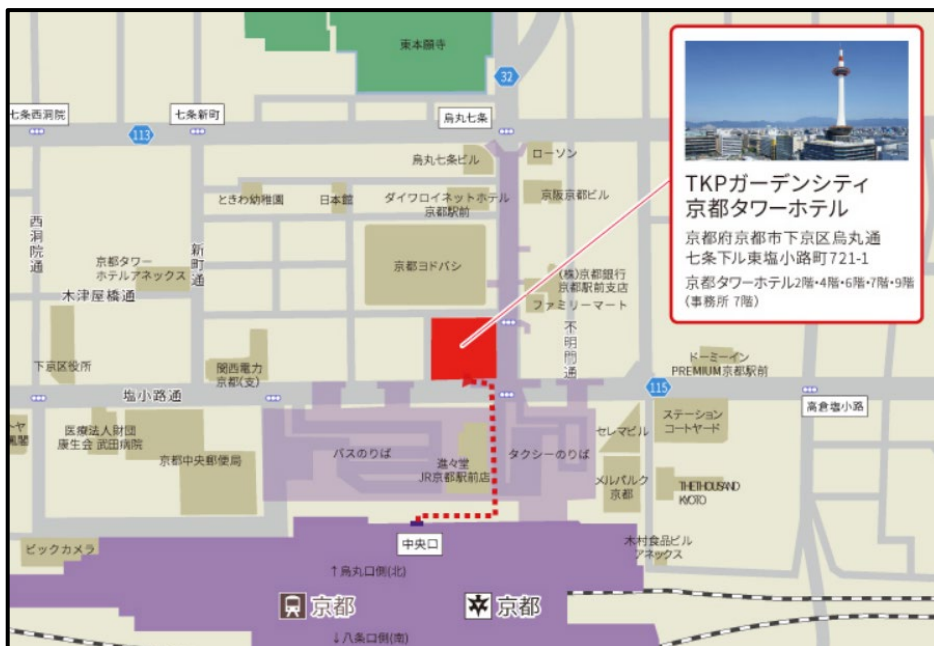 東本願寺
32
七条西洞院
七条新町
烏丸七条
113
烏丸七条ビル
ローソン
ときわ幼稚園
日本館
ダイワロイネットホテル
京都駅前
京阪京都ビル
西洞院通
新町通
京都タワー
ホテルアネックス
京都ヨドバシ
(株)京都銀行
京都駅前支店
ファミリーマート
木津屋橋通
不明門通
下京区役所
関西電力
京都(支)
ドーミーイン
PREMIUM京都駅前
塩小路通
115
高倉塩小路
医療法人財団
康生会 武田病院
京都中央郵便局
バスのりば
進々堂
JR京都駅前店
タクシーのりば
セレマビル
ステーション
コートヤード
メルパルク
京都
THE THOUSAND
KYOTO
ビックカメラ
中央口
木村食品ビル
アネックス
↑烏丸口側(北)
京都
京都
↓八条口側(南)
TKPガーデンシティ
京都タワーホテル
京都府京都市下京区烏丸通
七条下ル東塩小路町721-1
京都タワーホテル2階・4階・6階・7階・9階
(事務所 7階)